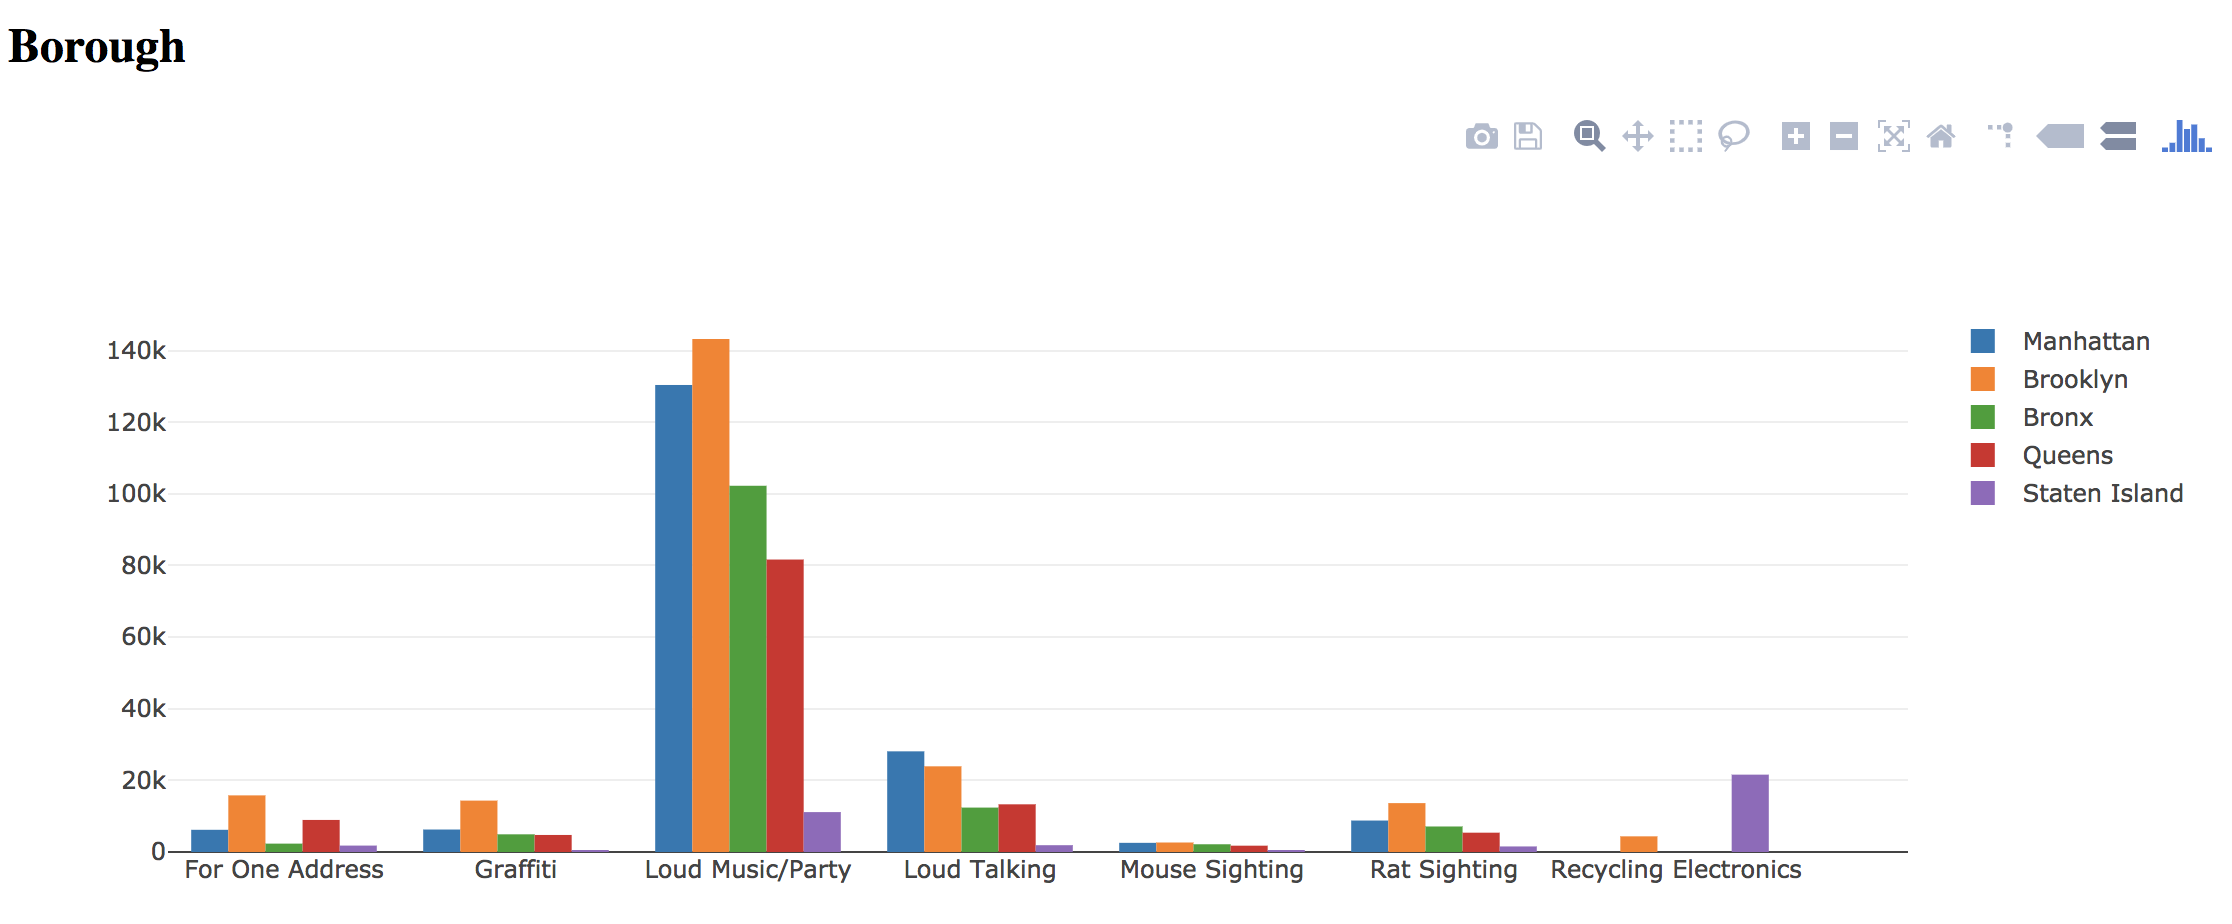 Borough
140k
120k
100k
80k
60k
40k
20k
0
For One Address Graffiti Loud Music/Party Loud Talking Mouse Sighting Rat Sighting Recycling Electronics
Manhattan
Brooklyn
Bronx
Queens
Staten Island